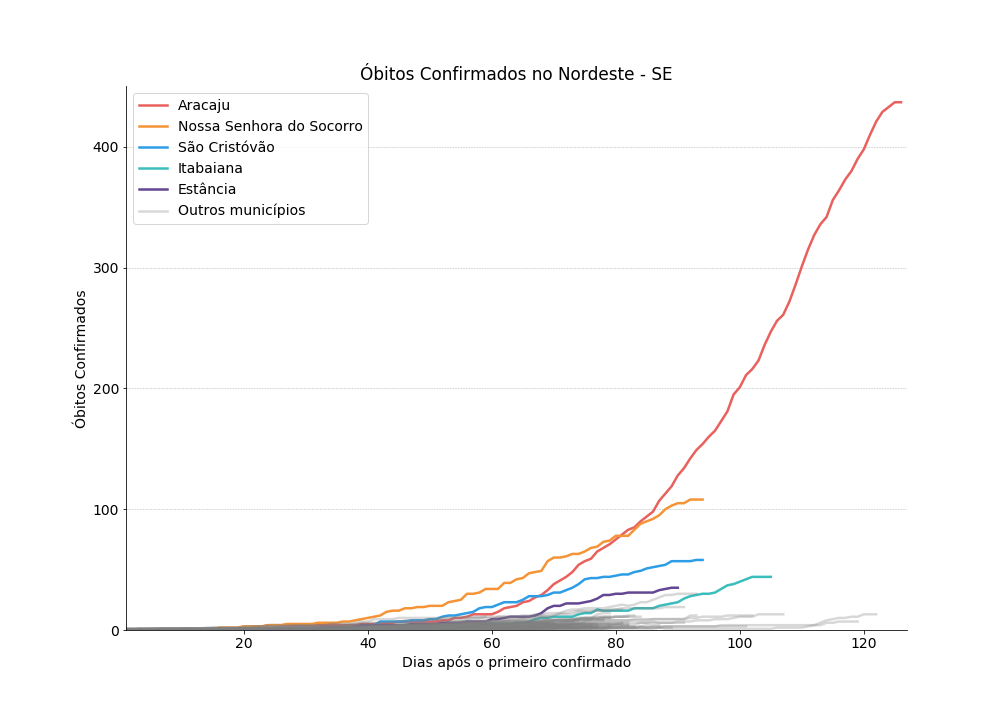 Óbitos Confirmados no Nordeste - SE
Aracaju
Nossa Senhora do Socorro
São Cristóvão
Itabaiana
Estância
Outros municípios
Óbitos Confirmados
400
300
200
100
0
20 40 60 80 100 120
Dias após o primeiro confirmado